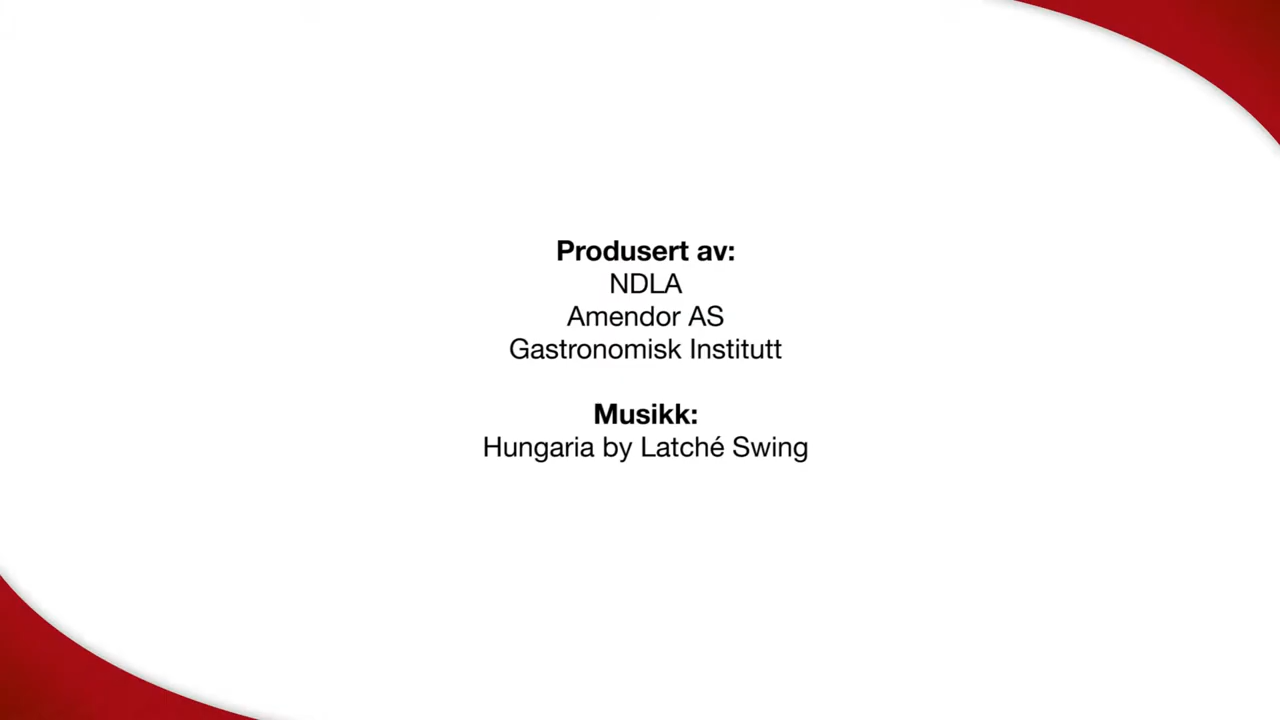 Produsert av:
NDLA
Amendor AS
Gastronomisk Institutt
Musikk:
Hungaria by Latché Swing